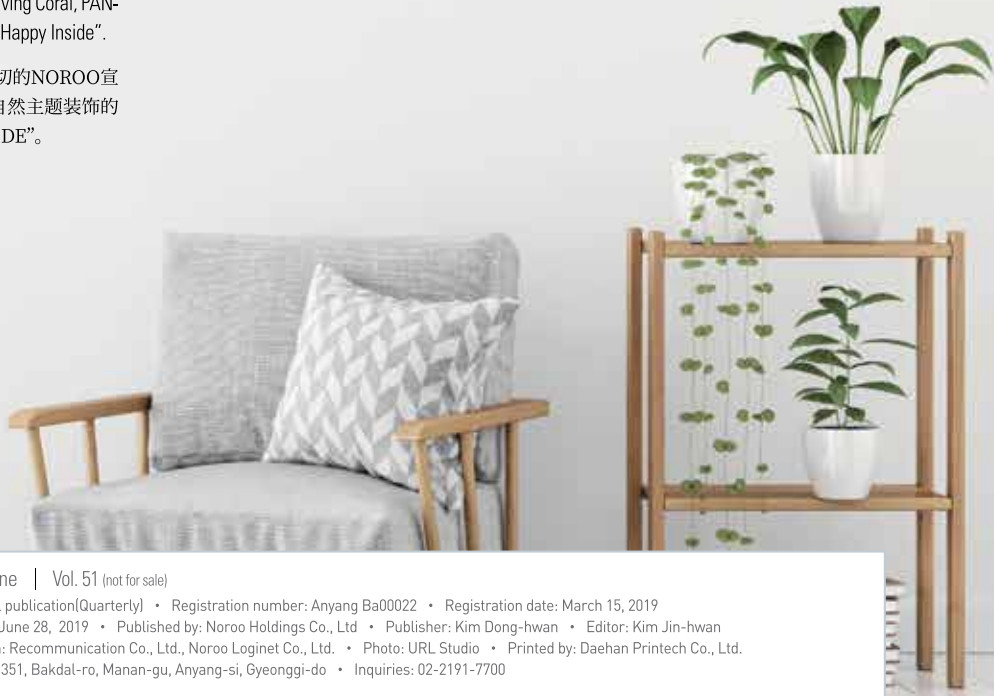 ving Coral, PAN-
Happy Inside”.
切的NOROO宣
自然主题装饰的
DE”。
ne | Vol. 51 (not for sale)
publication(Quarterly) • Registration number: Anyang Ba00022 • Registration date: March 15, 2019
June 28, 2019 • Published by: Noroo Holdings Co., Ltd • Publisher: Kim Dong-hwan • Editor: Kim Jin-hwan
: Recommunication Co., Ltd., Noroo Loginet Co., Ltd. • Photo: URL Studio • Printed by: Daehan Printech Co., Ltd.
351, Bakdal-ro, Manan-gu, Anyang-si, Gyeonggi-do • Inquiries: 02-2191-7700